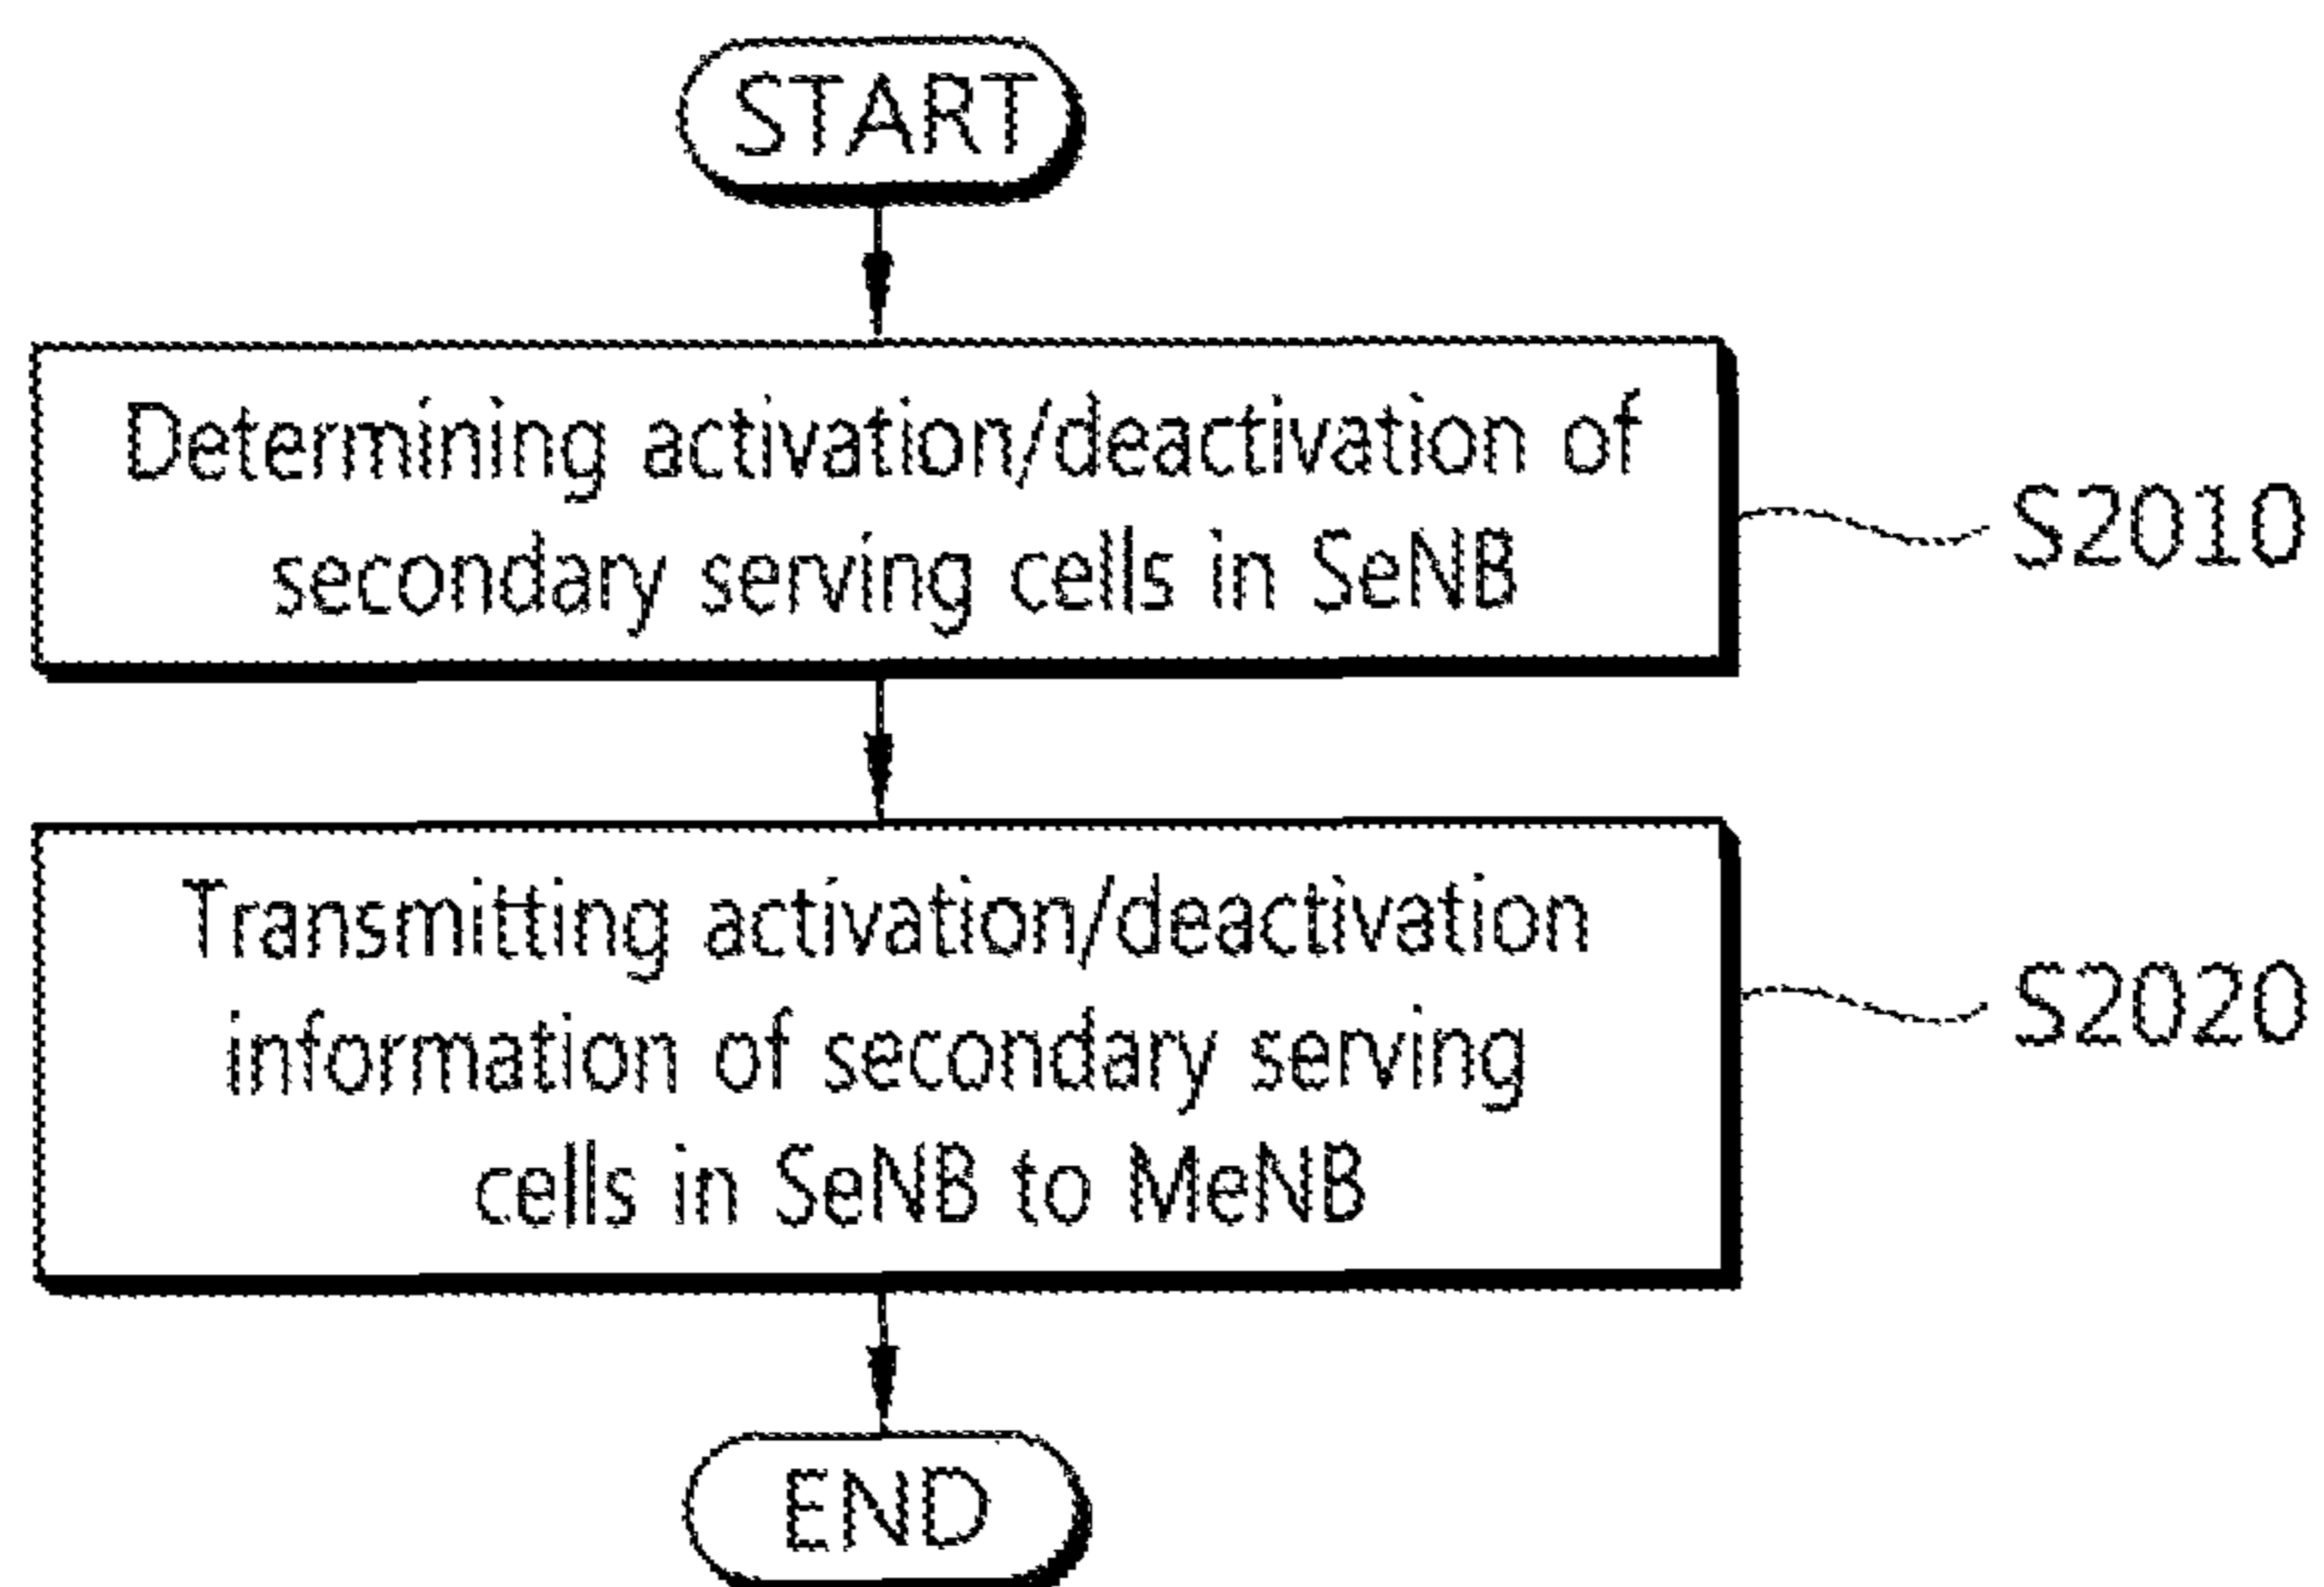 START
Determining activation/deactivation of
secondary serving cells in SeNB
S2010
Transmitting activation/deactivation
information of secondary serving
cells in SeNB to MeNB
S2020
END